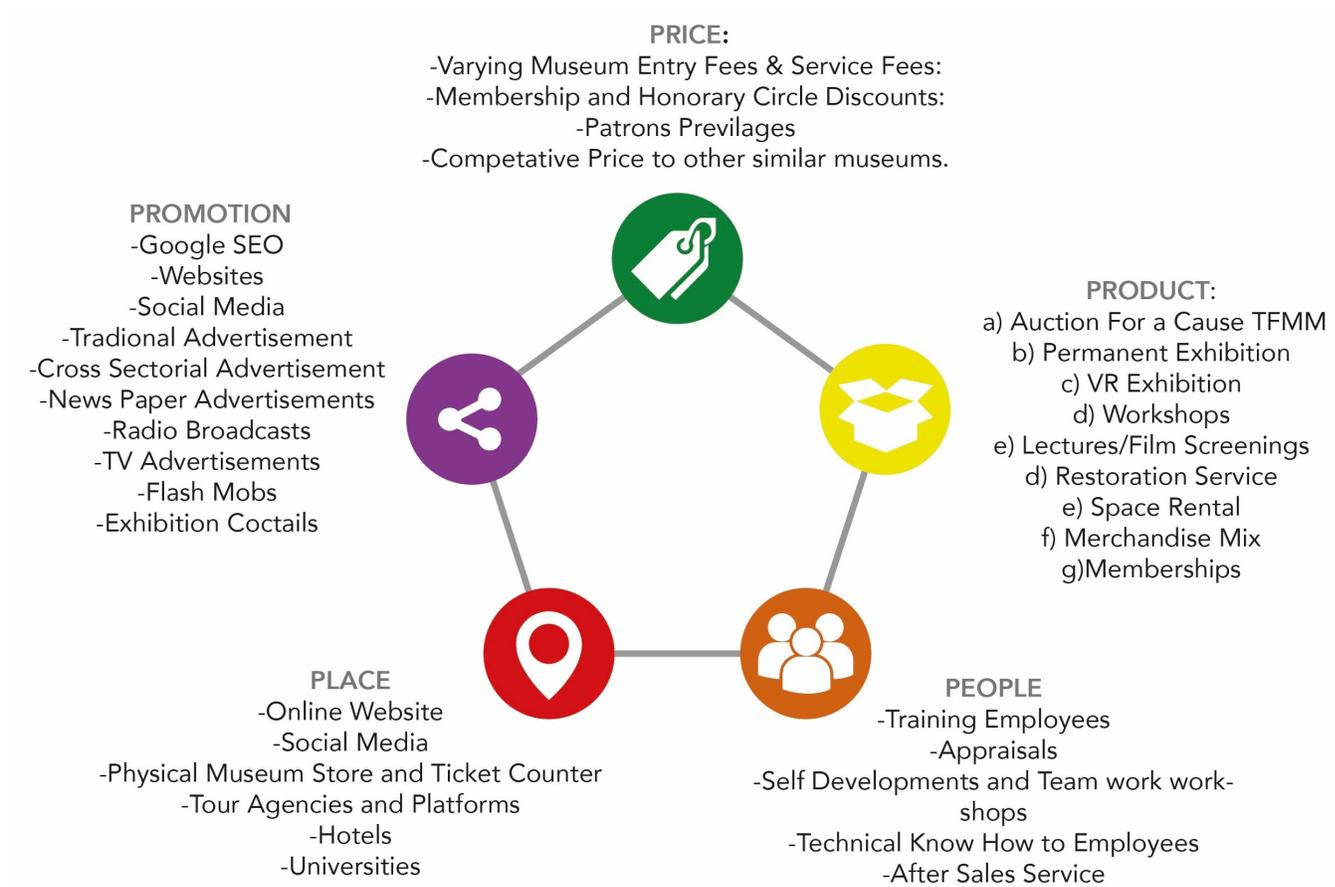 PRICE:
-Varying Museum Entry Fees & Service Fees:
-Membership and Honorary Circle Discounts:
-Patrons Previlages
-Competative Price to other similar museums.
PROMOTION
-Google SEO
-Websites
-Social Media
-Tradional Advertisement
-Cross Sectorial Advertisement
-News Paper Advertisements
-Radio Broadcasts
-TV Advertisements
-Flash Mobs
-Exhibition Coctails
PRODUCT:
a) Auction For a Cause TFMM
b) Permanent Exhibition
c) VR Exhibition
d) Workshops
e) Lectures/Film Screenings
d) Restoration Service
e) Space Rental
f) Merchandise Mix
g)Memberships
PLACE
-Online Website
-Social Media
-Physical Museum Store and Ticket Counter
-Tour Agencies and Platforms
-Hotels
-Universities
PEOPLE
-Training Employees
-Appraisals
-Self Developments and Team work work-
shops
-Technical Know How to Employees
-After Sales Service